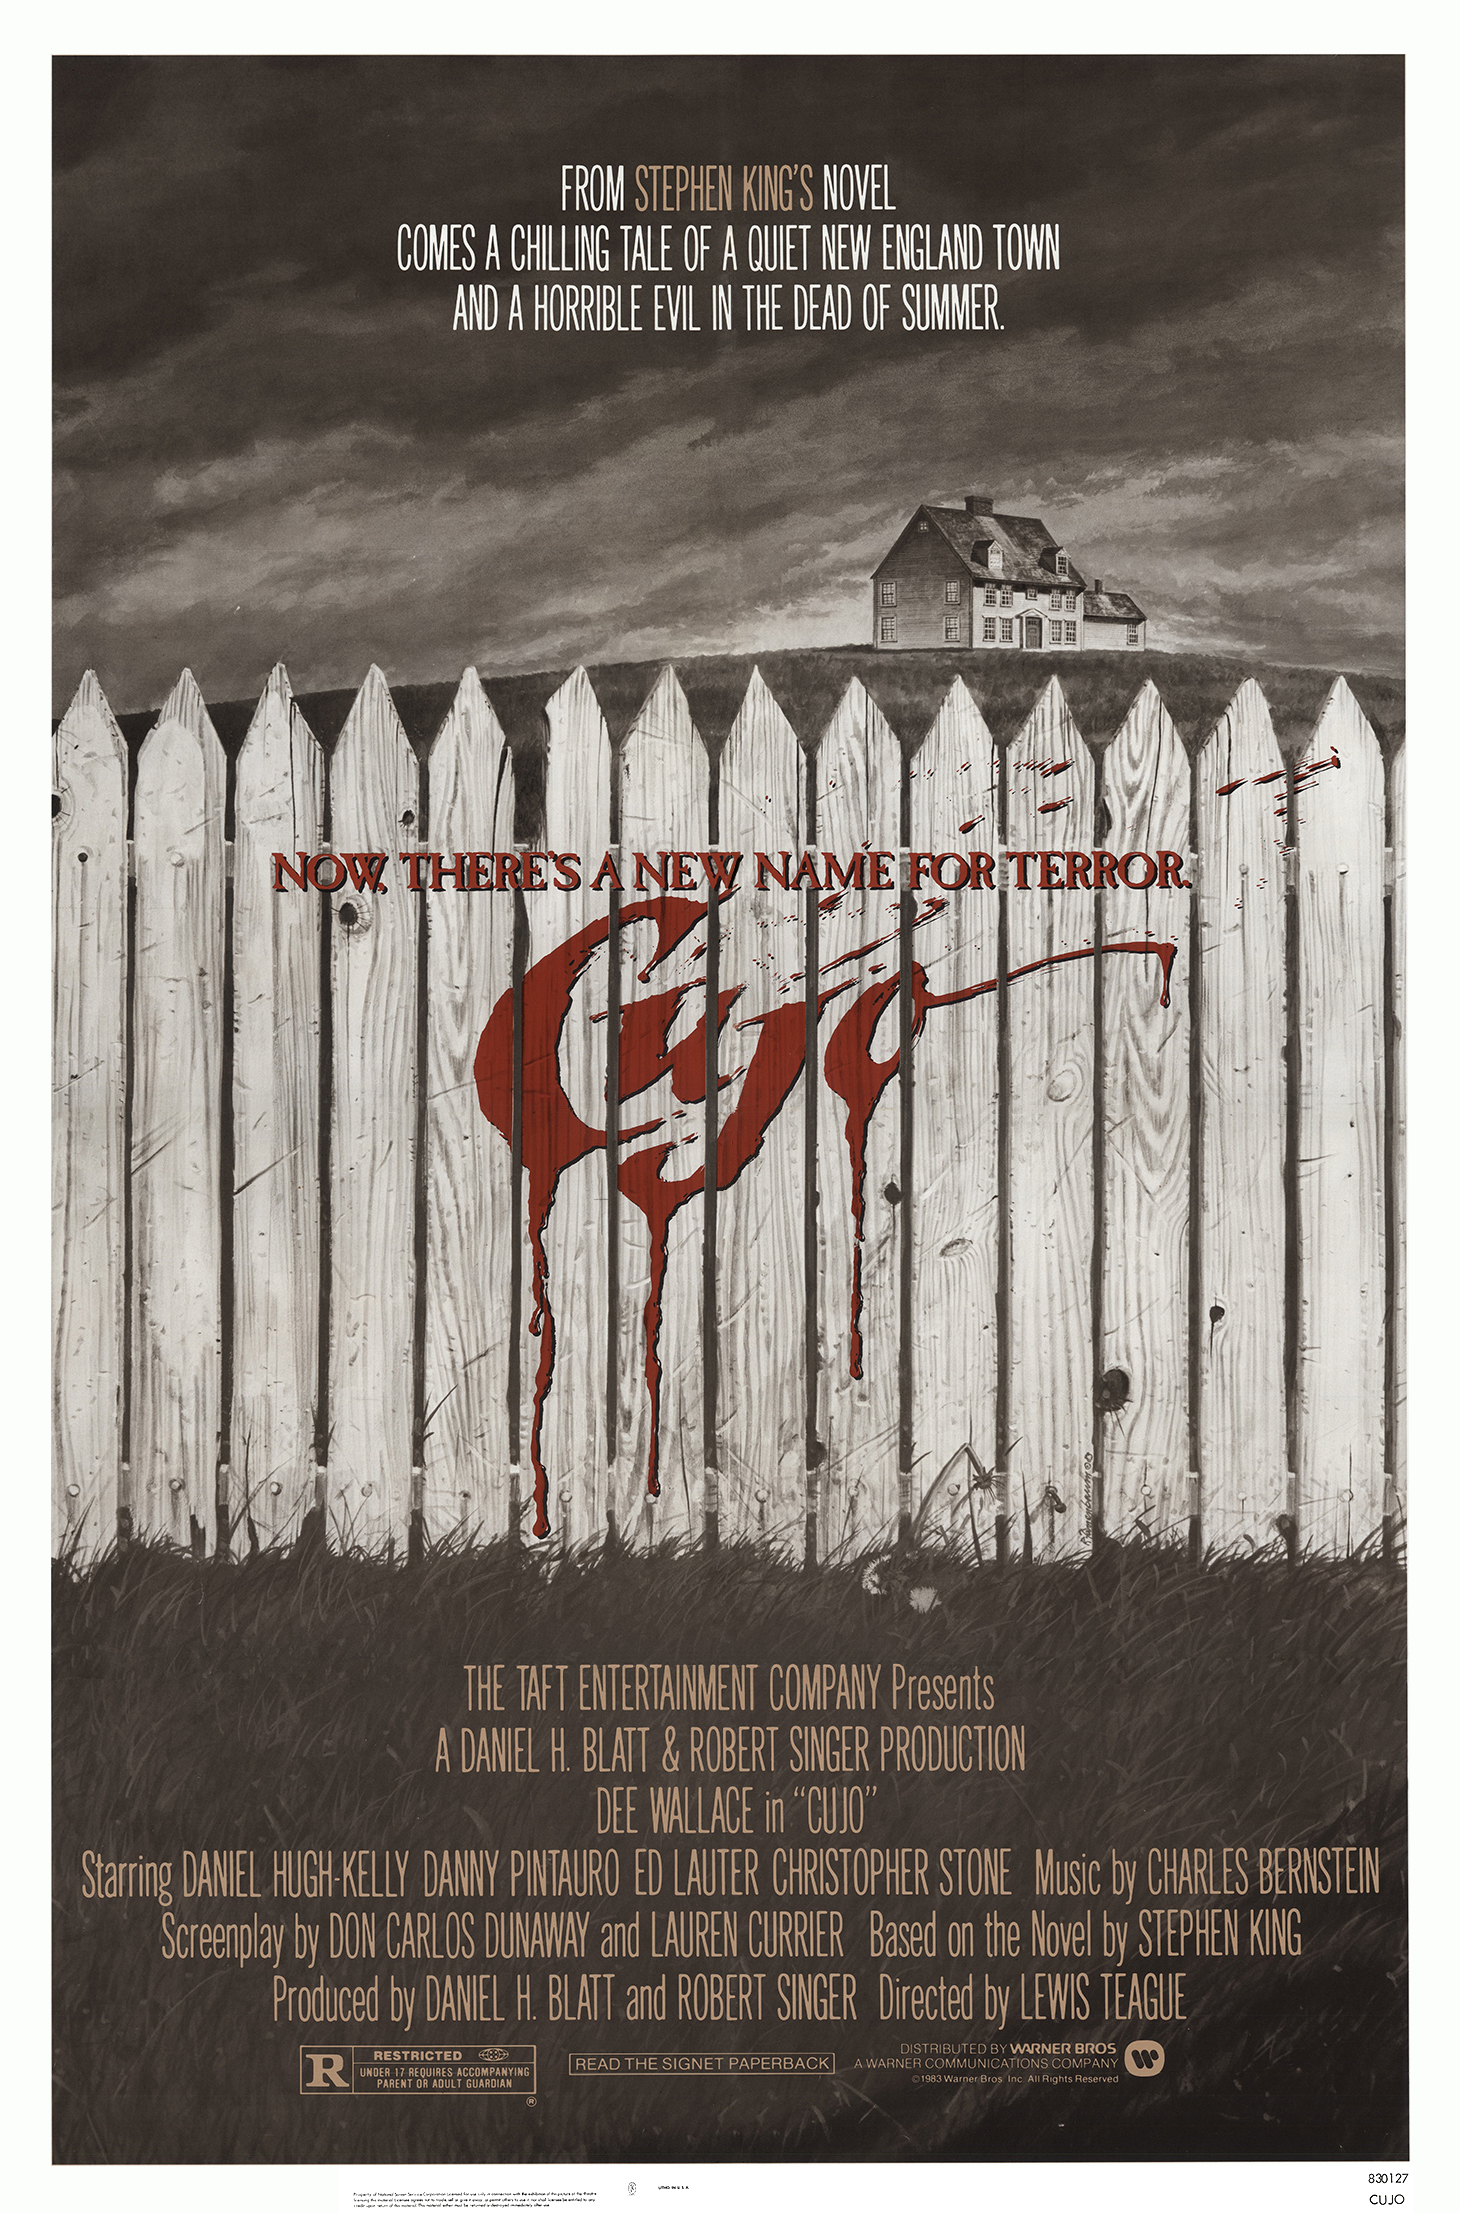 FROM STEPHEN KING'S NOVEL
COMES A CHILLING TALE OF A QUIET NEW ENGLAND TOWN
AND A HORRIBLE EVIL IN THE DEAD OF SUMMER.
NOW, THERE'S A NEW NAME FOR TERROR.
Cujo
THE TAFT ENTERTAINMENT COMPANY Presents
A DANIEL H. BLATT & ROBERT SINGER PRODUCTION
DEE WALLACE in “CUJO”
Starring DANIEL HUGH-KELLY DANNY PINTAURO ED LAUTER CHRISTOPHER STONE Music by CHARLES BERNSTEIN
Screenplay by DON CARLOS DUNAWAY and LAUREN CURRIER Based on the Novel by STEPHEN KING
Produced by DANIEL H. BLATT and ROBERT SINGER Directed by LEWIS TEAGUE
R RESTRICTED
UNDER 17 REQUIRES ACCOMPANYING
PARENT OR ADULT GUARDIAN
®
READ THE SIGNET PAPERBACK
DISTRIBUTED BY WARNER BROS
A WARNER COMMUNICATIONS COMPANY
©1983 Warner Bros. Inc. All Rights Reserved
LITHO IN U.S.A.
830127
CUJO